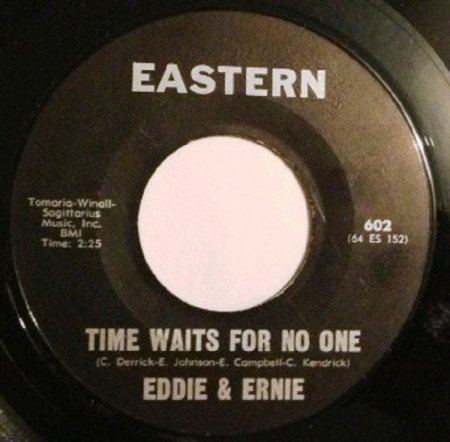 EASTERN
Tomaria-Winall-
Sagittarius
Music, Inc.
BMI
Time: 2:25
602
(64 ES 152)
TIME WAITS FOR NO ONE
(C. Derrick-E. Johnson-E. Campbell-C. Kendrick)
EDDIE & ERNIE